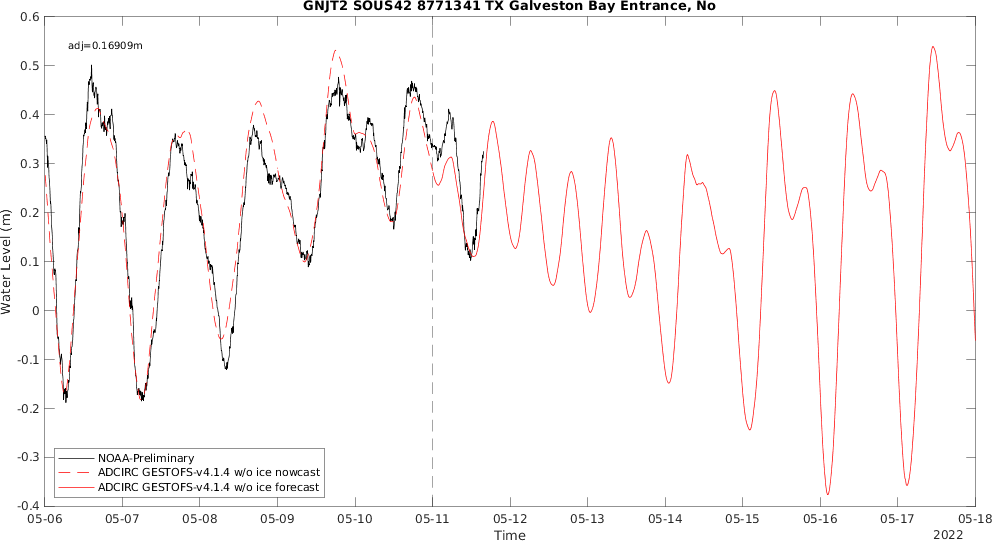 GNJT2 SOUS42 8771341 TX Galveston Bay Entrance, No
adj=0.16909m
0.6
0.5
0.4
0.3
0.2
0.1
0
-0.1
-0.2
-0.3
-0.4
Water Level (m)
NOAA-Preliminary
ADCIRC GESTOFS-v4.1.4 w/o ice nowcast
ADCIRC GESTOFS-v4.1.4 w/o ice forecast
05-06 05-07 05-08 05-09 05-10 05-11 05-12 05-13 05-14 05-15 05-16 05-17 05-18
Time
2022